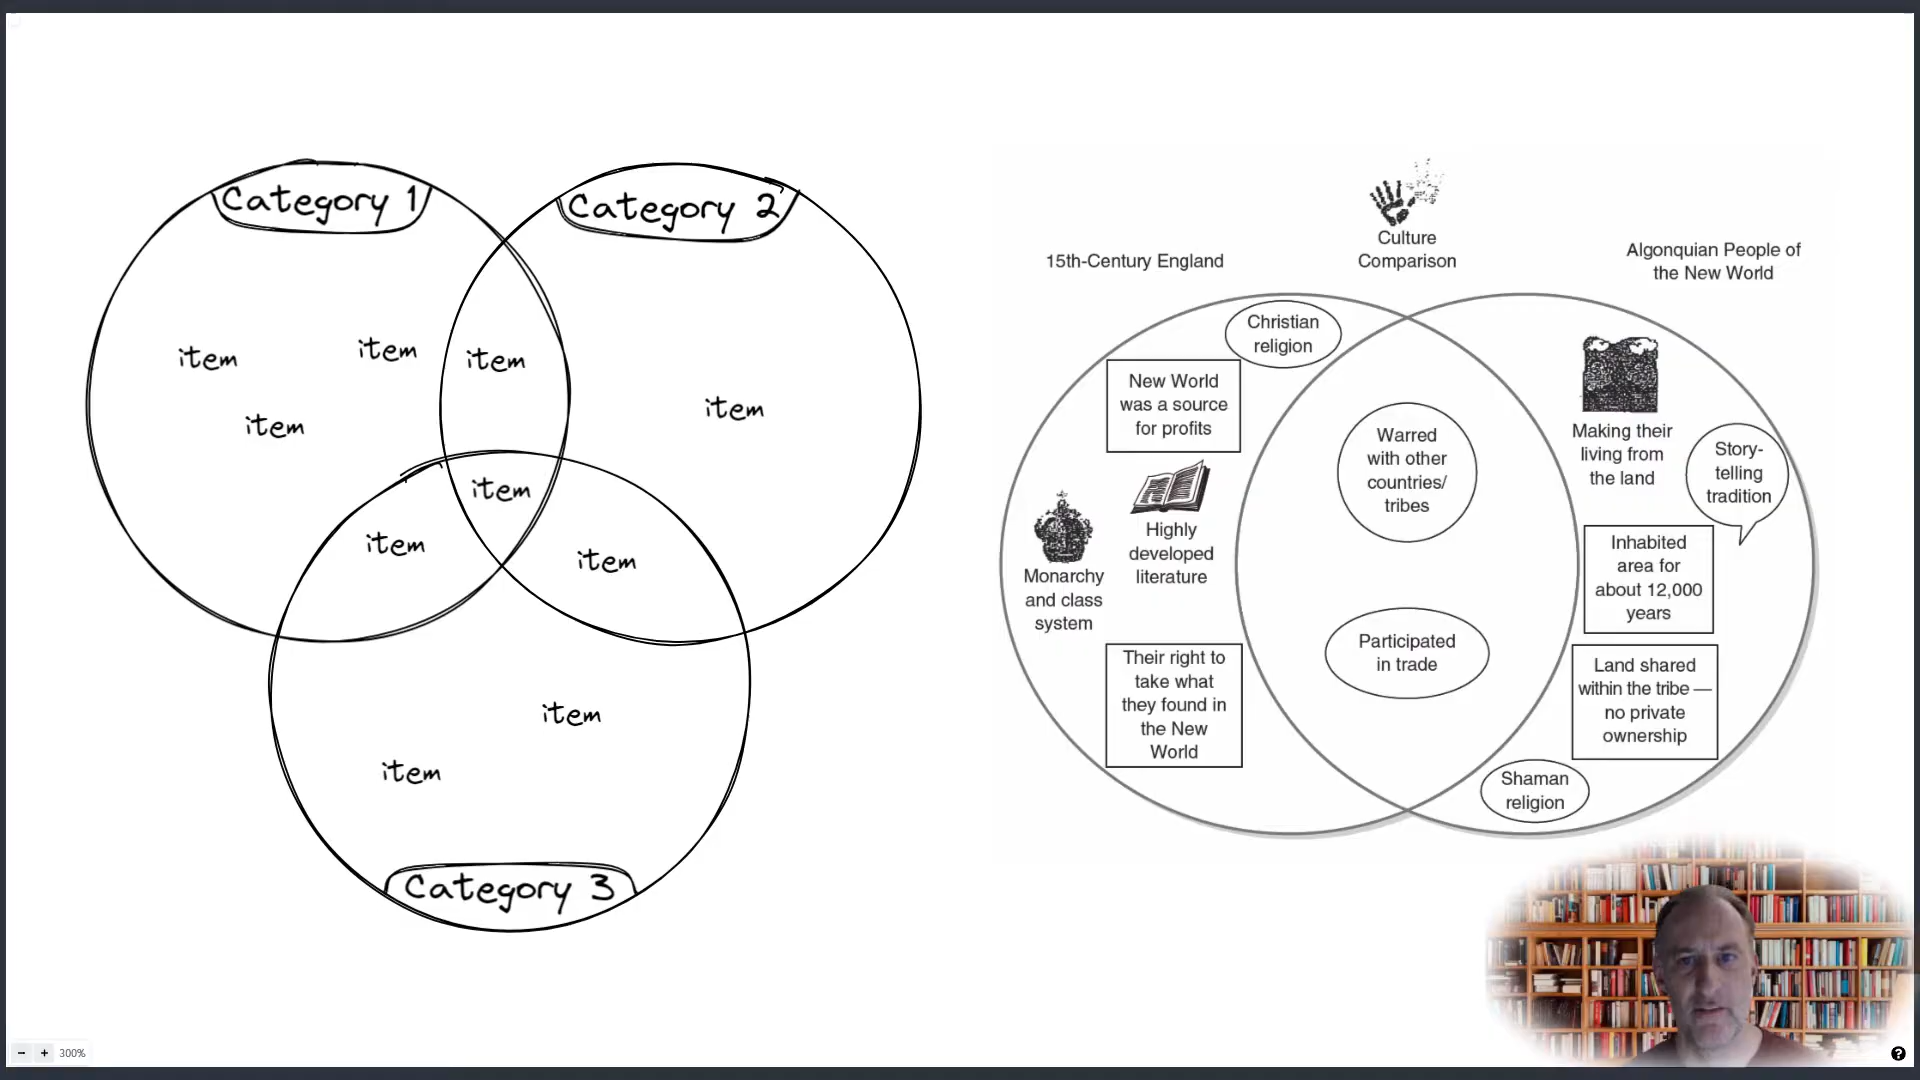 Category 1
Category 2
item
item
item
item
item
item
item
item
item
item
Category 3
Culture
Comparison
15th-Century England
Algonquian People of
the New World
Christian
religion
New World
was a source
for profits
Highly
developed
literature
Monarchy
and class
system
Their right to
take what
they found in
the New
World
Warred
with other
countries/
tribes
Participated
in trade
Making their
living from
the land
Story-
telling
tradition
Inhabited
area for
about 12,000
years
Land shared
within the tribe —
no private
ownership
Shaman
religion
− + 300%
?